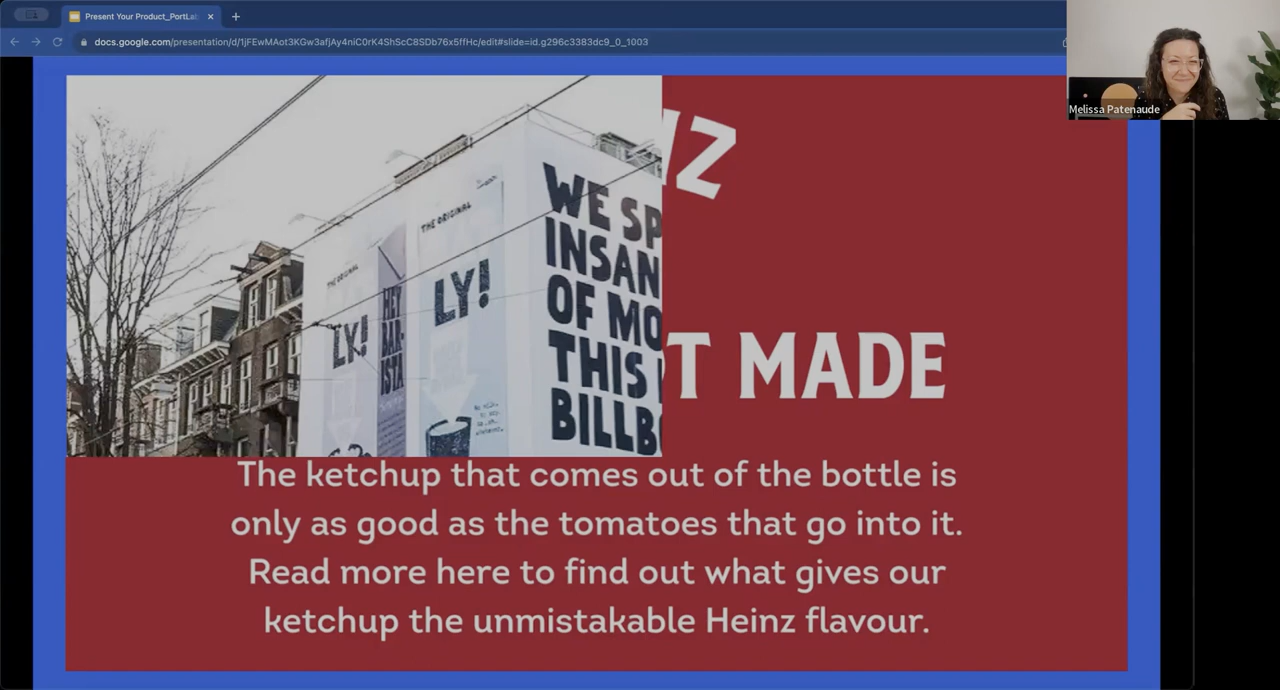 Present Your Product_PortLa
docs.google.com/presentation/d/1jFEwMAot3KGw3afjAy4niC0rK4ShScC8SDb76x5ffHc/edit#slide=id.g296c3383dc9_0_1003
Melissa Patenaude
NZ
THE ORIGINAL
LY!
HEY
BAR-
ISTA
THE ORIGINAL
LY!
WE SP
INSAN
OF MO
THIS
BILLB
T MADE
The ketchup that comes out of the bottle is
only as good as the tomatoes that go into it.
Read more here to find out what gives our
ketchup the unmistakable Heinz flavour.